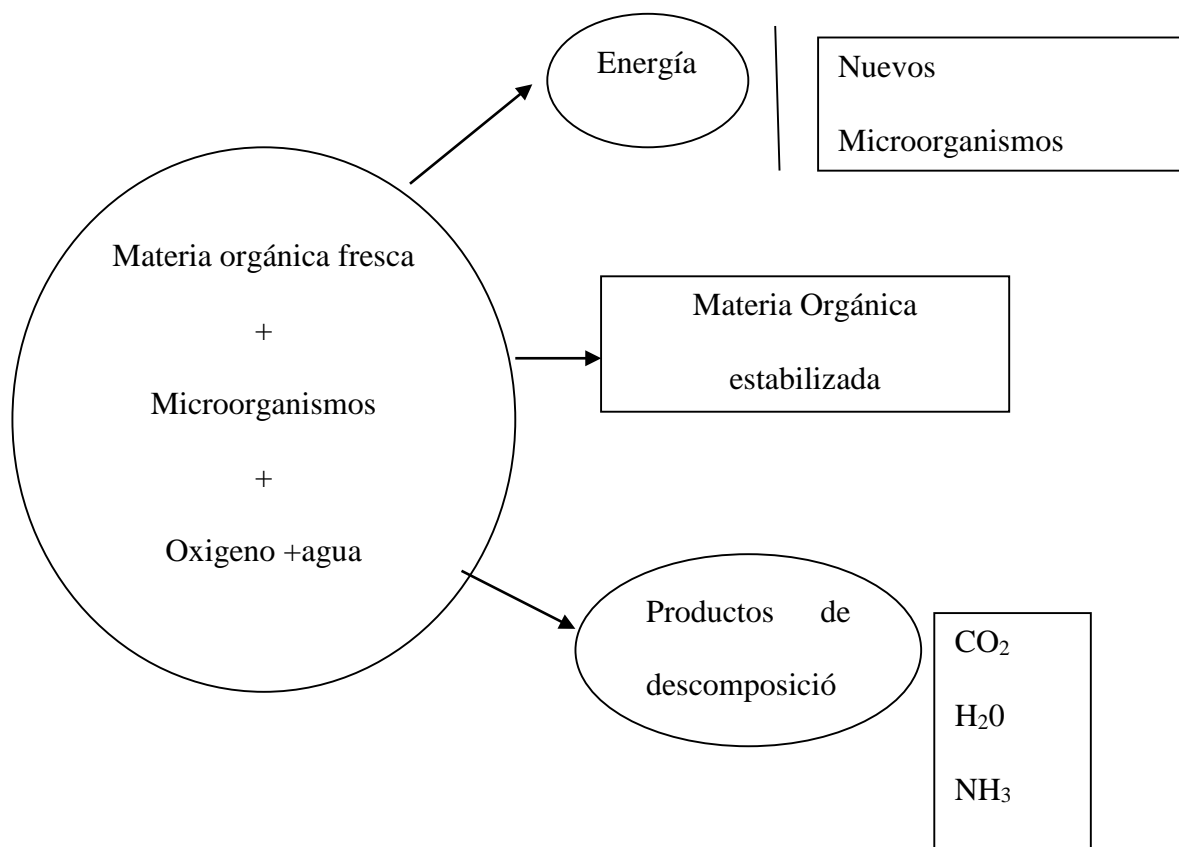 Energía
Nuevos
Microorganismos
Materia orgánica fresca
+
Microorganismos
+
Oxigeno +agua
Materia Orgánica
estabilizada
Productos de
descomposició
CO₂
H₂0
NH₃